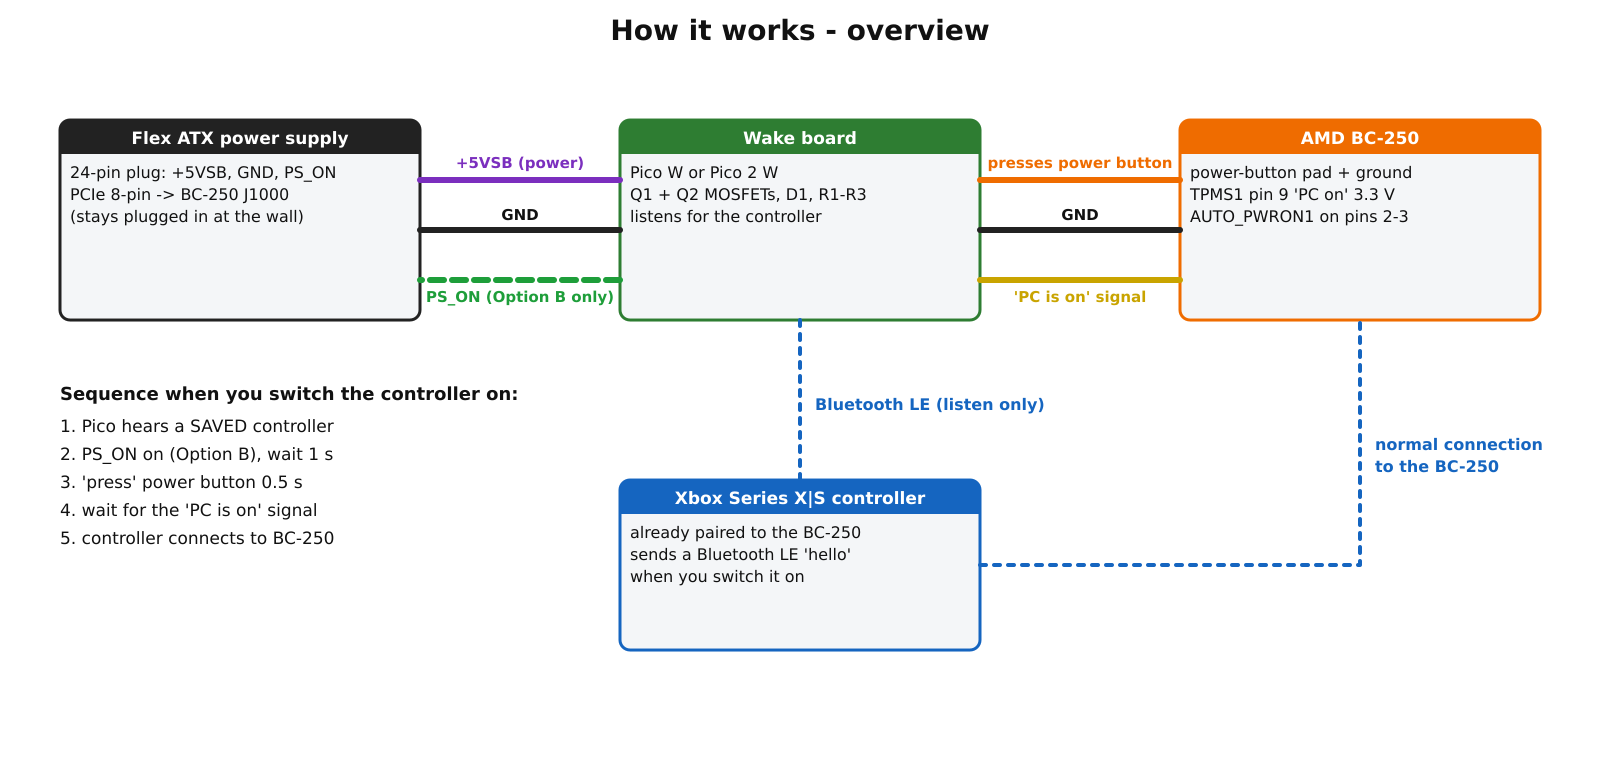 How it works - overview
Flex ATX power supply
24-pin plug: +5VSB, GND, PS_ON
PCIe 8-pin -> BC-250 J1000
(stays plugged in at the wall)
+5VSB (power)
GND
PS_ON (Option B only)
Wake board
Pico W or Pico 2 W
Q1 + Q2 MOSFETs, D1, R1-R3
listens for the controller
presses power button
GND
'PC is on' signal
AMD BC-250
power-button pad + ground
TPMS1 pin 9 'PC on' 3.3 V
AUTO_PWRON1 on pins 2-3
Sequence when you switch the controller on:
1. Pico hears a SAVED controller
2. PS_ON on (Option B), wait 1 s
3. 'press' power button 0.5 s
4. wait for the 'PC is on' signal
5. controller connects to BC-250
Bluetooth LE (listen only)
normal connection
to the BC-250
Xbox Series X|S controller
already paired to the BC-250
sends a Bluetooth LE 'hello'
when you switch it on